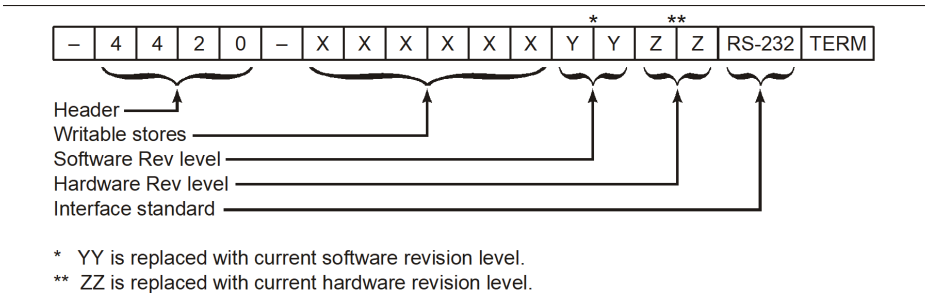 * **
– 4 4 2 0 – X X X X X X Y Y Z Z RS-232 TERM
Header
Writable stores
Software Rev level
Hardware Rev level
Interface standard
* YY is replaced with current software revision level.
** ZZ is replaced with current hardware revision level.